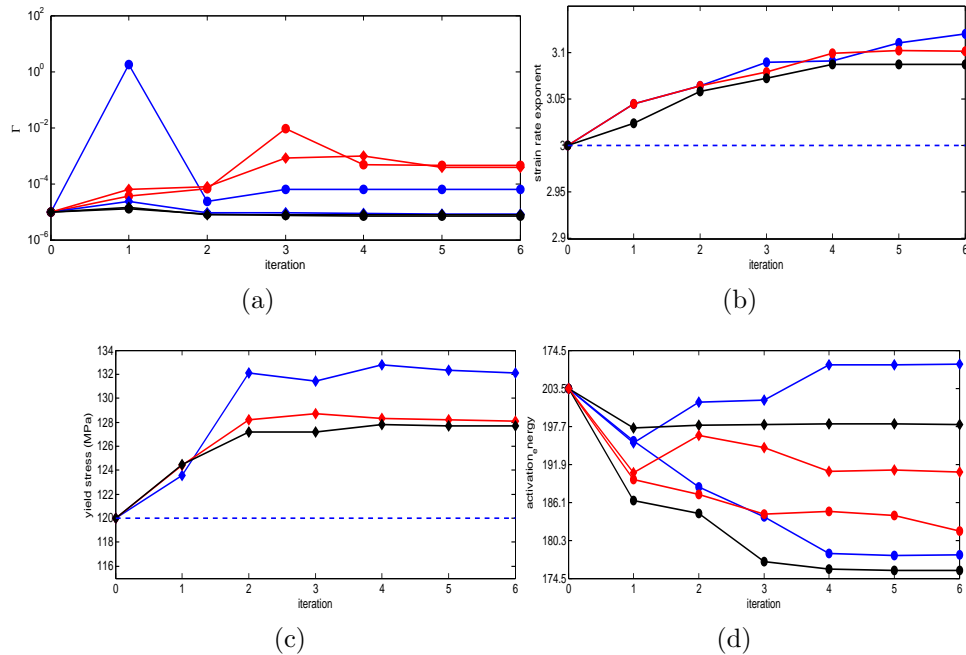 10^2
10^0
10^−2
10^−4
10^−6
Γ
0 1 2 3 4 5 6
iteration
(a)
3.1
3.05
3
2.95
2.9
strain rate exponent
0 1 2 3 4 5 6
iteration
(b)
134
132
130
128
126
124
122
120
118
116
yield stress (MPa)
0 1 2 3 4 5 6
iteration
(c)
174.5
203.5
197.7
191.9
186.1
180.3
174.5
activation_energy
0 1 2 3 4 5 6
iteration
(d)